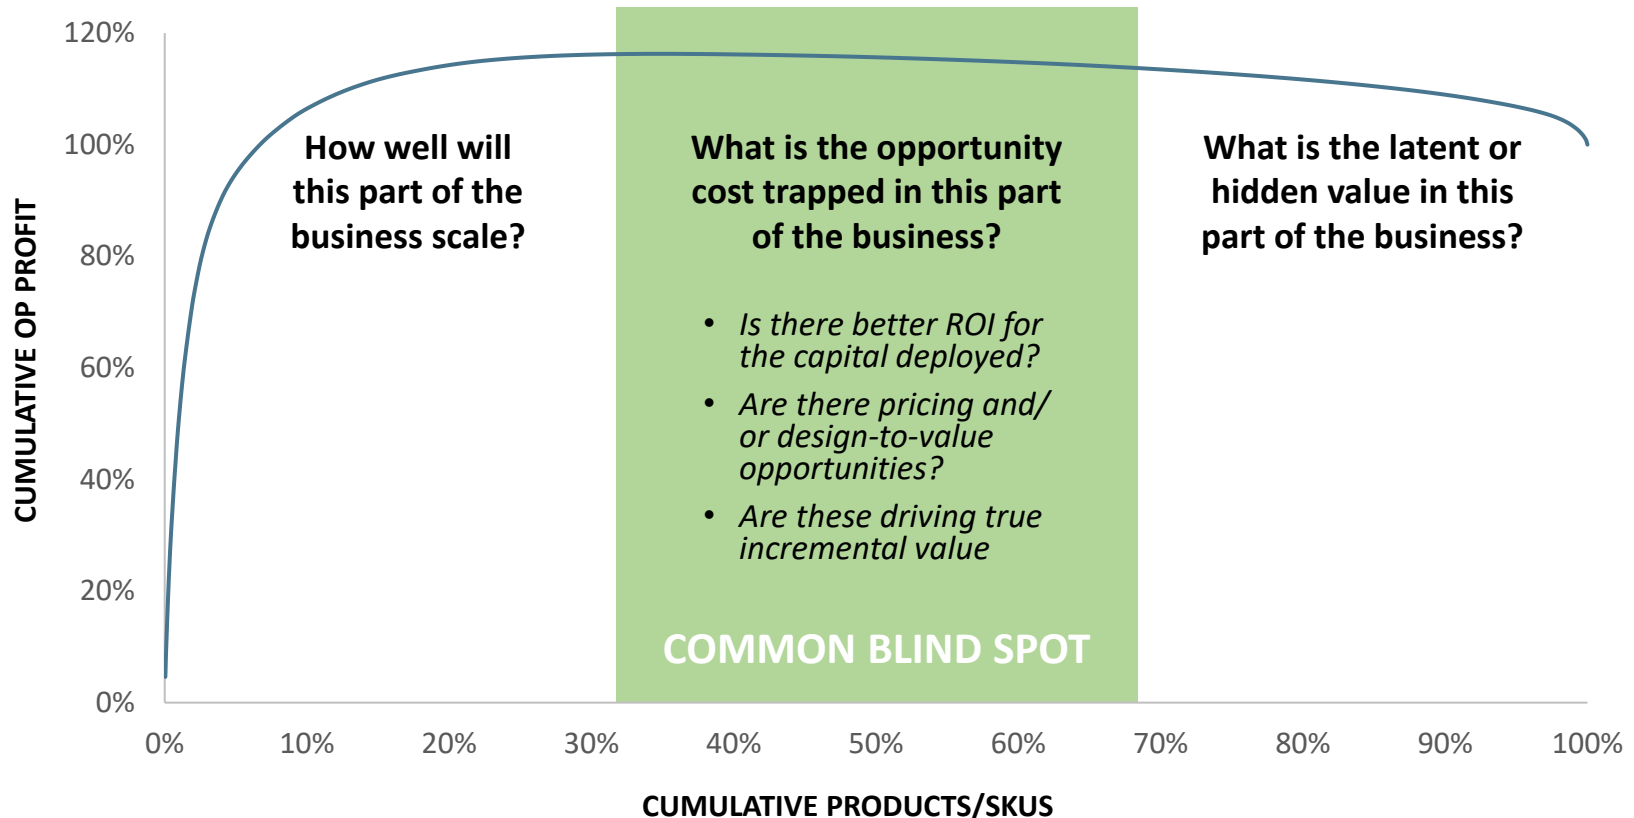 120%
100%
80%
60%
40%
20%
0%
CUMULATIVE OP PROFIT
How well will
this part of the
business scale?
What is the opportunity
cost trapped in this part
of the business?
• Is there better ROI for
the capital deployed?
• Are there pricing and/
or design-to-value
opportunities?
• Are these driving true
incremental value
COMMON BLIND SPOT
What is the latent or
hidden value in this
part of the business?
0% 10% 20% 30% 40% 50% 60% 70% 80% 90% 100%
CUMULATIVE PRODUCTS/SKUS